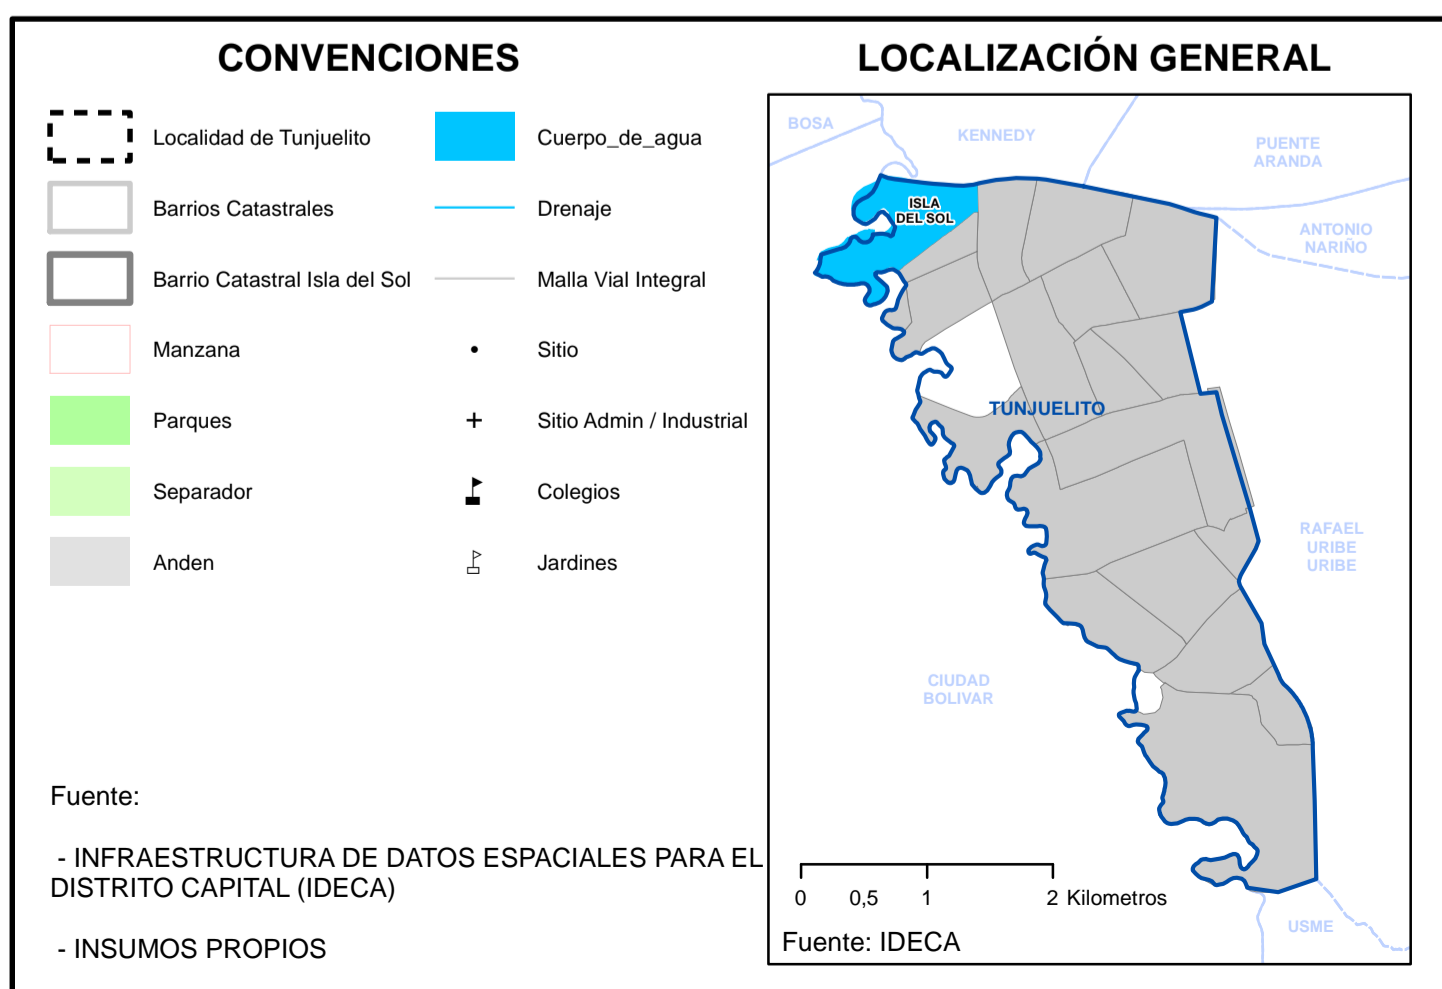 CONVENCIONES
Localidad de Tunjuelito
Barrios Catastrales
Barrio Catastral Isla del Sol
Manzana
Parques
Separador
Anden
Cuerpo_de_agua
Drenaje
Malla Vial Integral
Sitio
Sitio Admin / Industrial
Colegios
Jardines
Fuente:
- INFRAESTRUCTURA DE DATOS ESPACIALES PARA EL
DISTRITO CAPITAL (IDECA)
- INSUMOS PROPIOS
LOCALIZACIÓN GENERAL
BOSA
KENNEDY
PUENTE
ARANDA
ISLA
DEL SOL
ANTONIO
NARIÑO
TUNJUELITO
RAFAEL
URIBE
URIBE
CIUDAD
BOLIVAR
USME
0 0,5 1 2 Kilometros
Fuente: IDECA